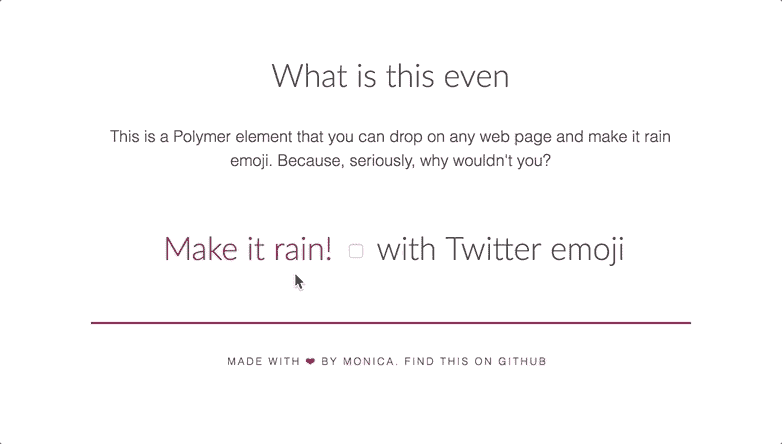 What is this even
This is a Polymer element that you can drop on any web page and make it rain
emoji. Because, seriously, why wouldn't you?
Make it rain! with Twitter emoji
MADE WITH ❤ BY MONICA. FIND THIS ON GITHUB